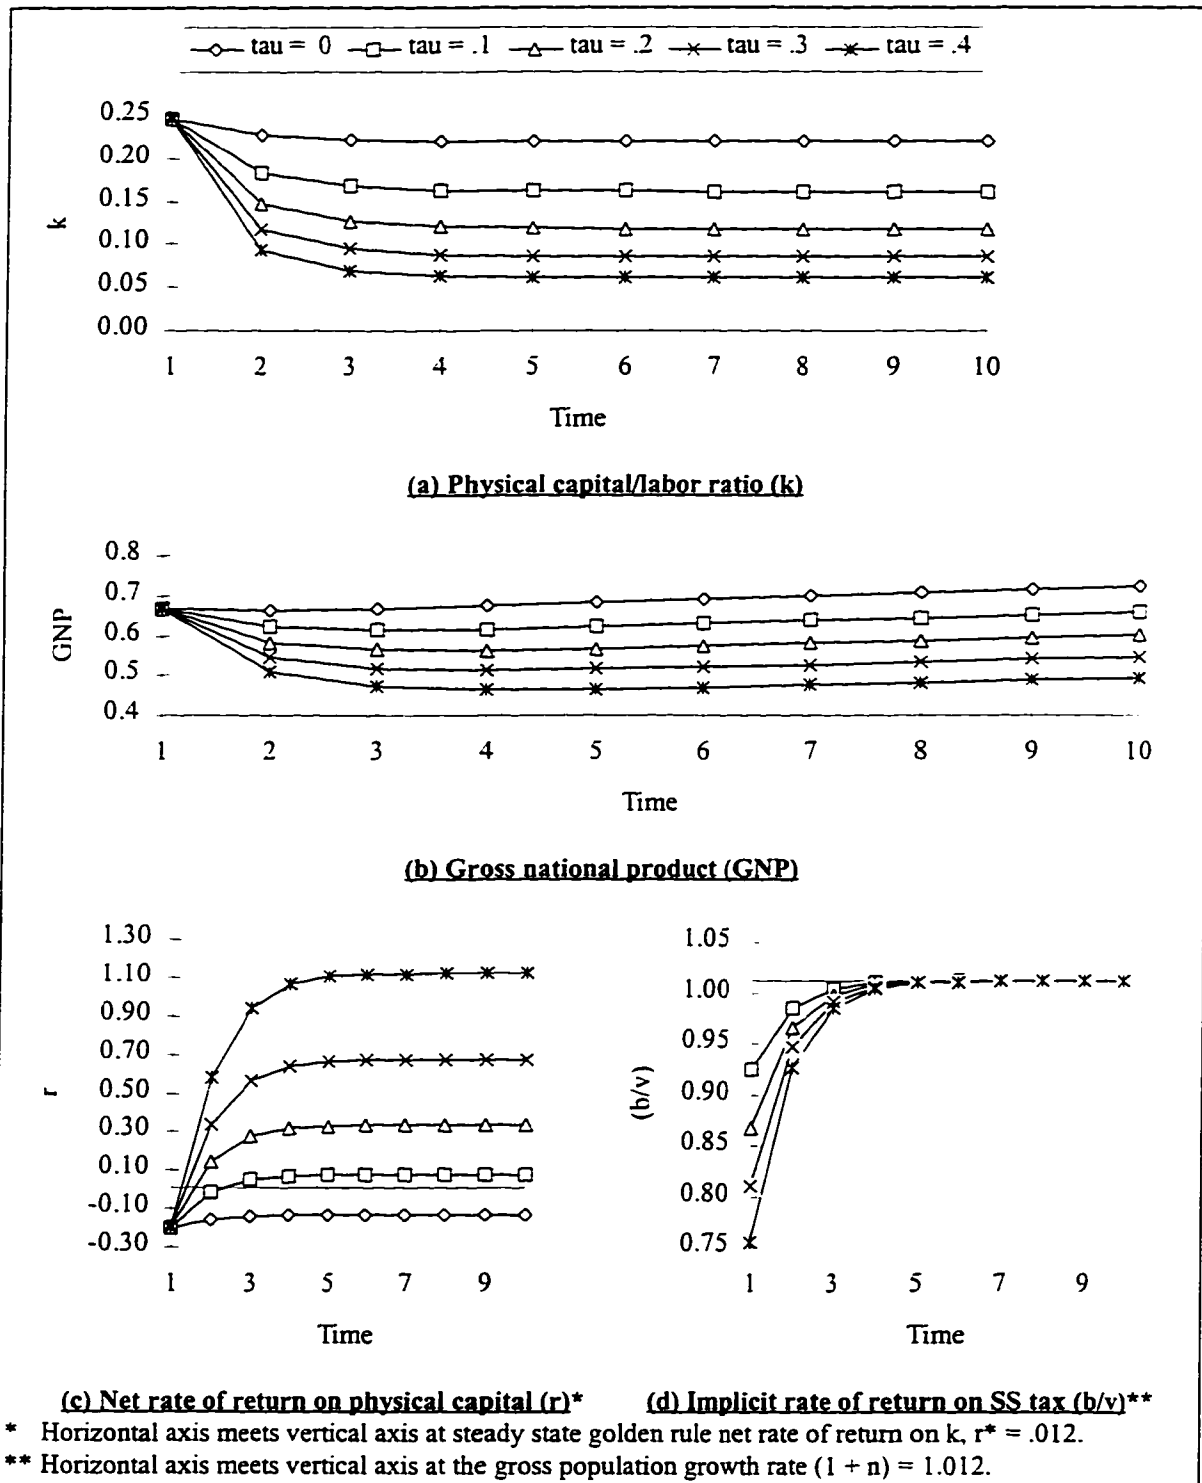 tau = 0 tau = .1 tau = .2 tau = .3 tau = .4
0.25
0.20
0.15
0.10
0.05
0.00
k
1 2 3 4 5 6 7 8 9 10
Time
(a) Physical capital/labor ratio (k)
0.8
0.7
0.6
0.5
0.4
GNP
1 2 3 4 5 6 7 8 9 10
Time
(b) Gross national product (GNP)
1.30
1.10
0.90
0.70
0.50
0.30
0.10
-0.10
-0.30
r
1 3 5 7 9
Time
(c) Net rate of return on physical capital (r)*
1.05
1.00
0.95
0.90
0.85
0.80
0.75
(b/v)
1 3 5 7 9
Time
(d) Implicit rate of return on SS tax (b/v)**
* Horizontal axis meets vertical axis at steady state golden rule net rate of return on k, r* = .012.
** Horizontal axis meets vertical axis at the gross population growth rate (1 + n) = 1.012.